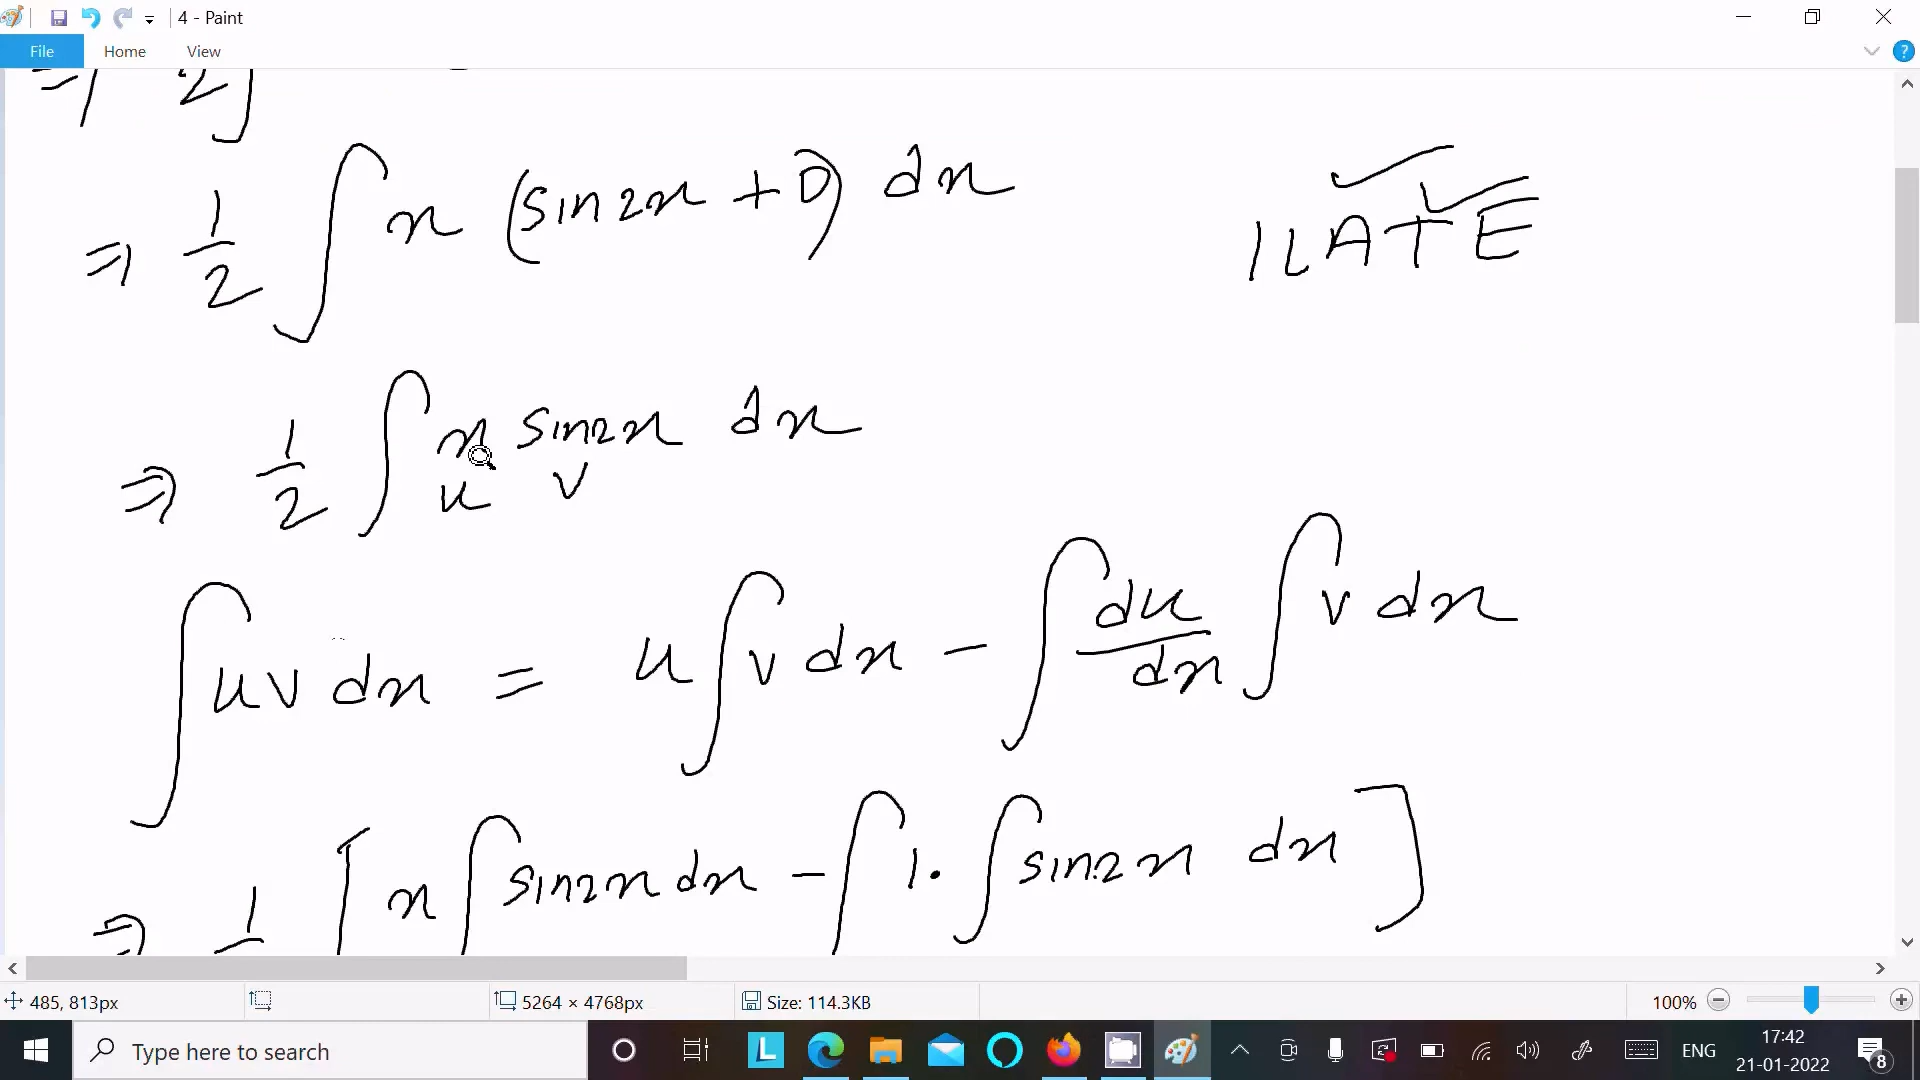 4 - Paint
File Home View
⇒ 2 ∫
⇒ 1/2 ∫ x (sin2x + 0) dx
ILATE
⇒ 1/2 ∫ x sin2x dx
u v
∫ uv dx = u ∫ v dx - ∫ du/dx ∫ v dx
⇒ 1 [ x ∫ sin2x dx - ∫ 1 . ∫ sin2x dx ]
485, 813px 5264 × 4768px Size: 114.3KB 100%
Type here to search L ENG 17:42
21-01-2022 8